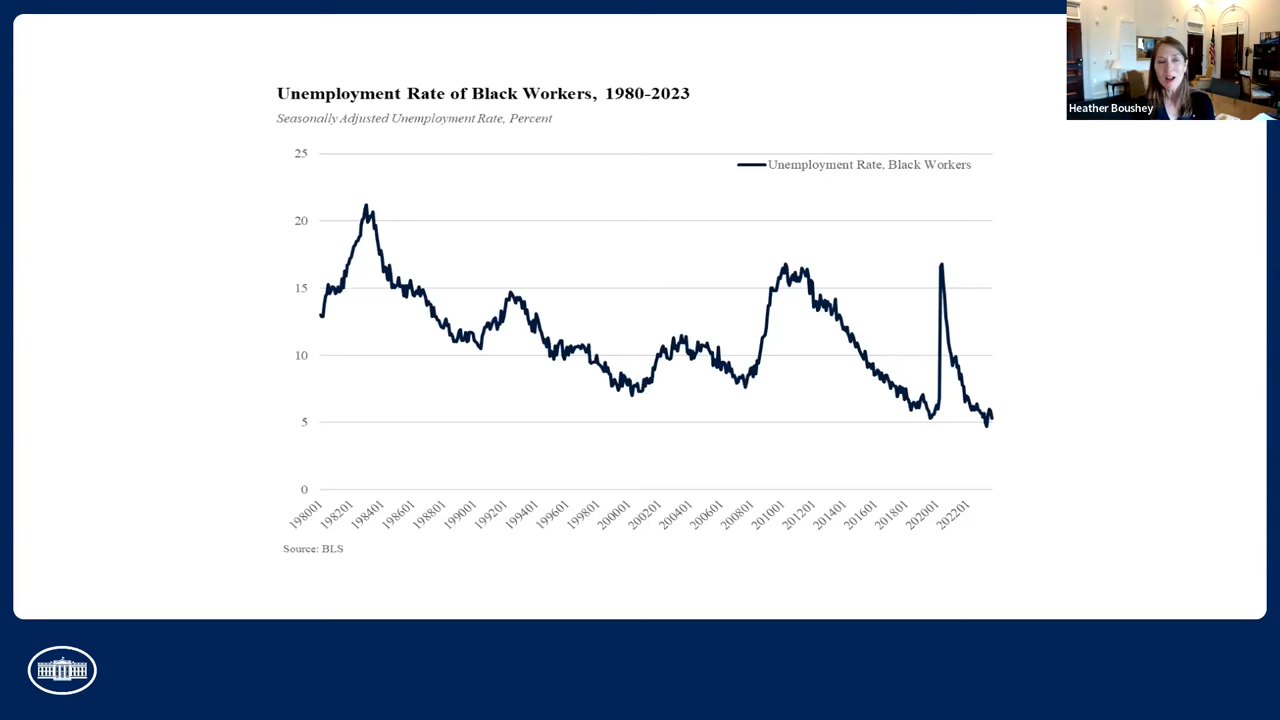 Heather Boushey
Unemployment Rate of Black Workers, 1980-2023
Seasonally Adjusted Unemployment Rate, Percent
25
Unemployment Rate, Black Workers
20
15
10
5
0
198001 198201 198401 198601 198801 199001 199201 199401 199601 199801 200001 200201 200401 200601 200801 201001 201201 201401 201601 201801 202001 202201
Source: BLS